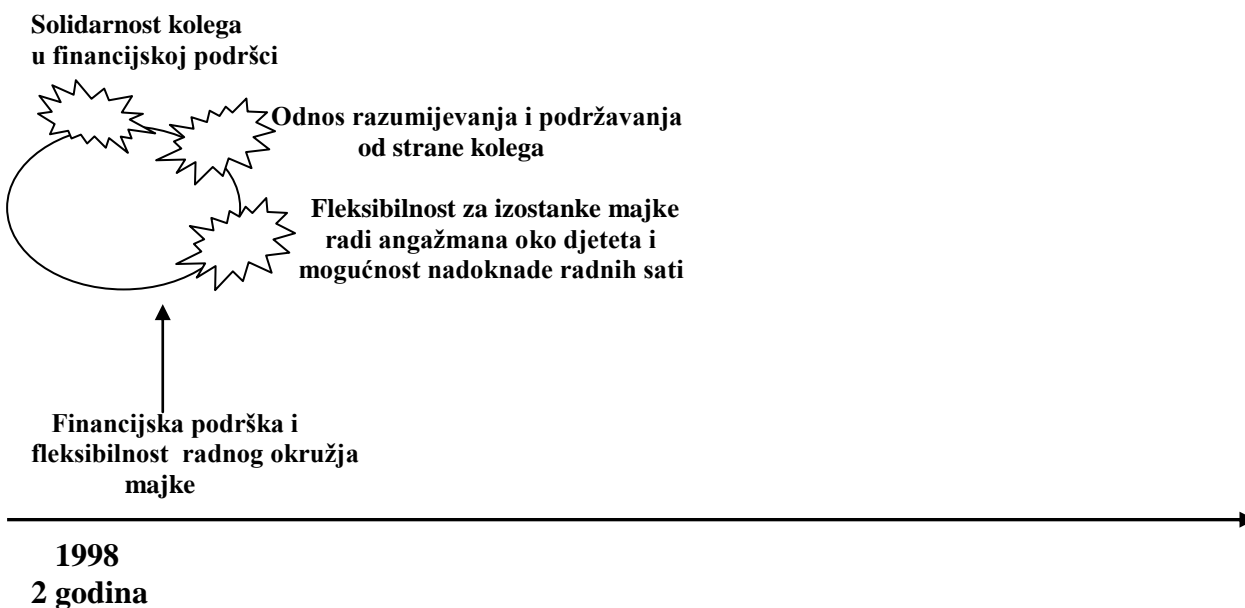 Solidarnost kolega
u financijskoj podršci
Odnos razumijevanja i podržavanja
od strane kolega
Fleksibilnost za izostanke majke
radi angažmana oko djeteta i
mogućnost nadoknade radnih sati
Financijska podrška i
fleksibilnost radnog okružja
majke
1998
2 godina